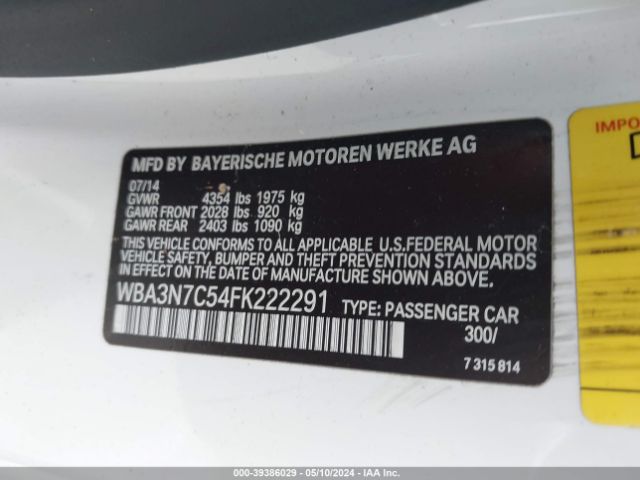 MFD BY BAYERISCHE MOTOREN WERKE AG
07/14
GVWR 4354 lbs 1975 kg
GAWR FRONT 2028 lbs 920 kg
GAWR REAR 2403 lbs 1090 kg
THIS VEHICLE CONFORMS TO ALL APPLICABLE U.S.FEDERAL MOTOR
VEHICLE SAFETY, BUMPER, AND THEFT PREVENTION STANDARDS
IN EFFECT ON THE DATE OF MANUFACTURE SHOWN ABOVE.
WBA3N7C54FK222291 TYPE: PASSENGER CAR
300/
7 315 814
000-39386029 - 05/10/2024 - IAA Inc.